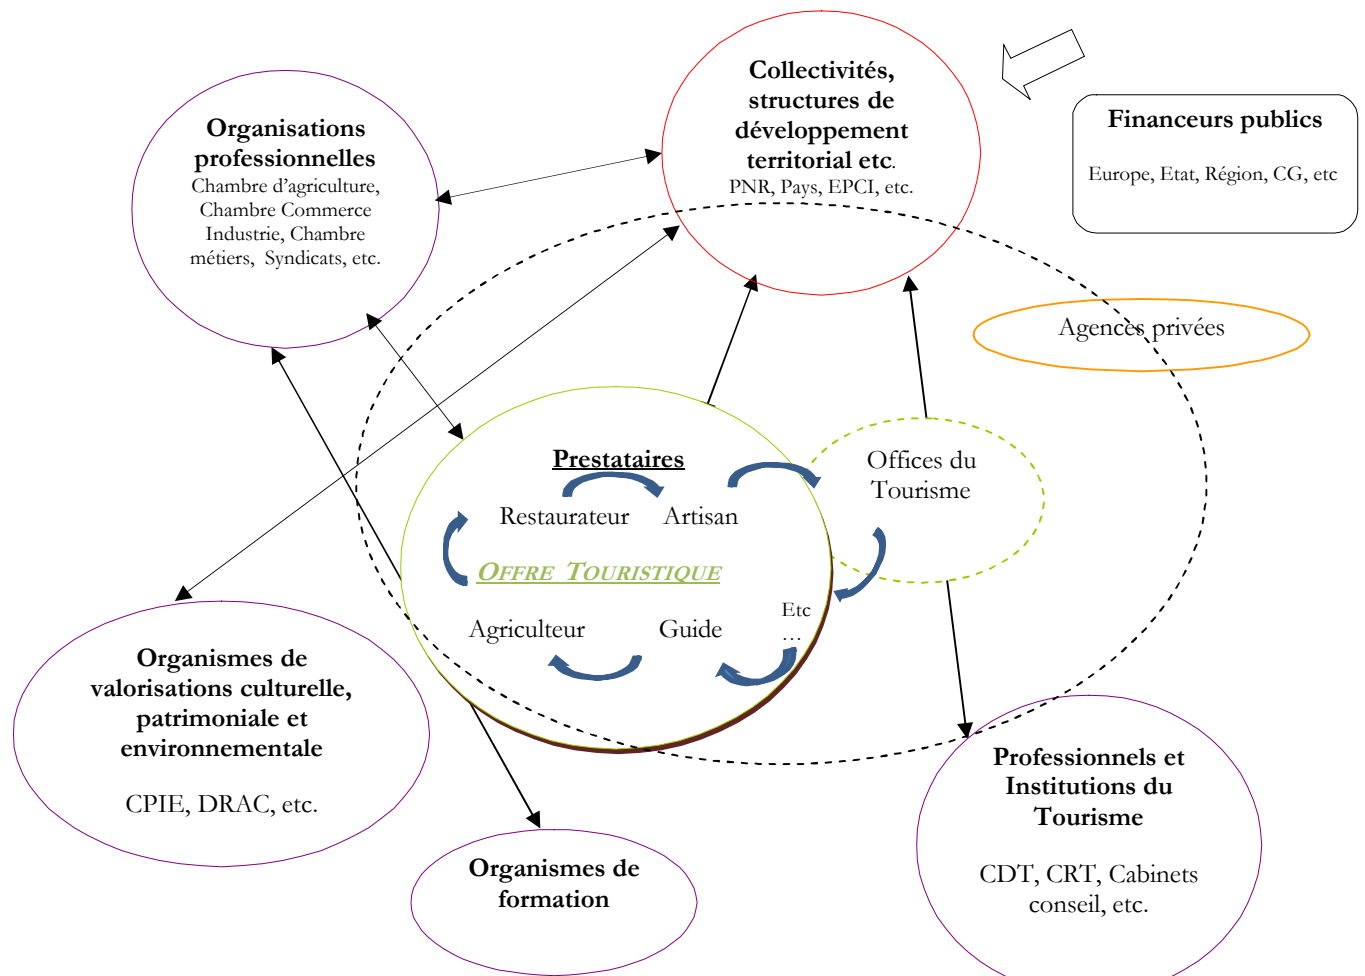 Collectivités,
structures de
développement
territorial etc.
PNR, Pays, EPCI, etc.
Financeurs publics
Europe, Etat, Région, CG, etc
Organisations
professionnelles
Chambre d'agriculture,
Chambre Commerce
Industrie, Chambre
métiers, Syndicats, etc.
Agences privées
Prestataires
Restaurateur Artisan
OFFRE TOURISTIQUE
Agriculteur Guide Etc
...
Offices du
Tourisme
Organismes de
valorisations culturelle,
patrimoniale et
environnementale
CPIE, DRAC, etc.
Organismes de
formation
Professionnels et
Institutions du
Tourisme
CDT, CRT, Cabinets
conseil, etc.